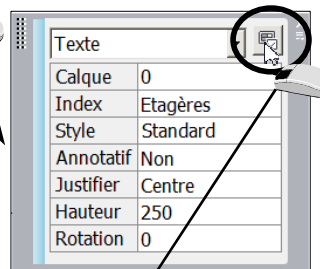 Texte
Calque 0
Index Etagères
Style Standard
Annotatif Non
Justifier Centre
Hauteur 250
Rotation 0